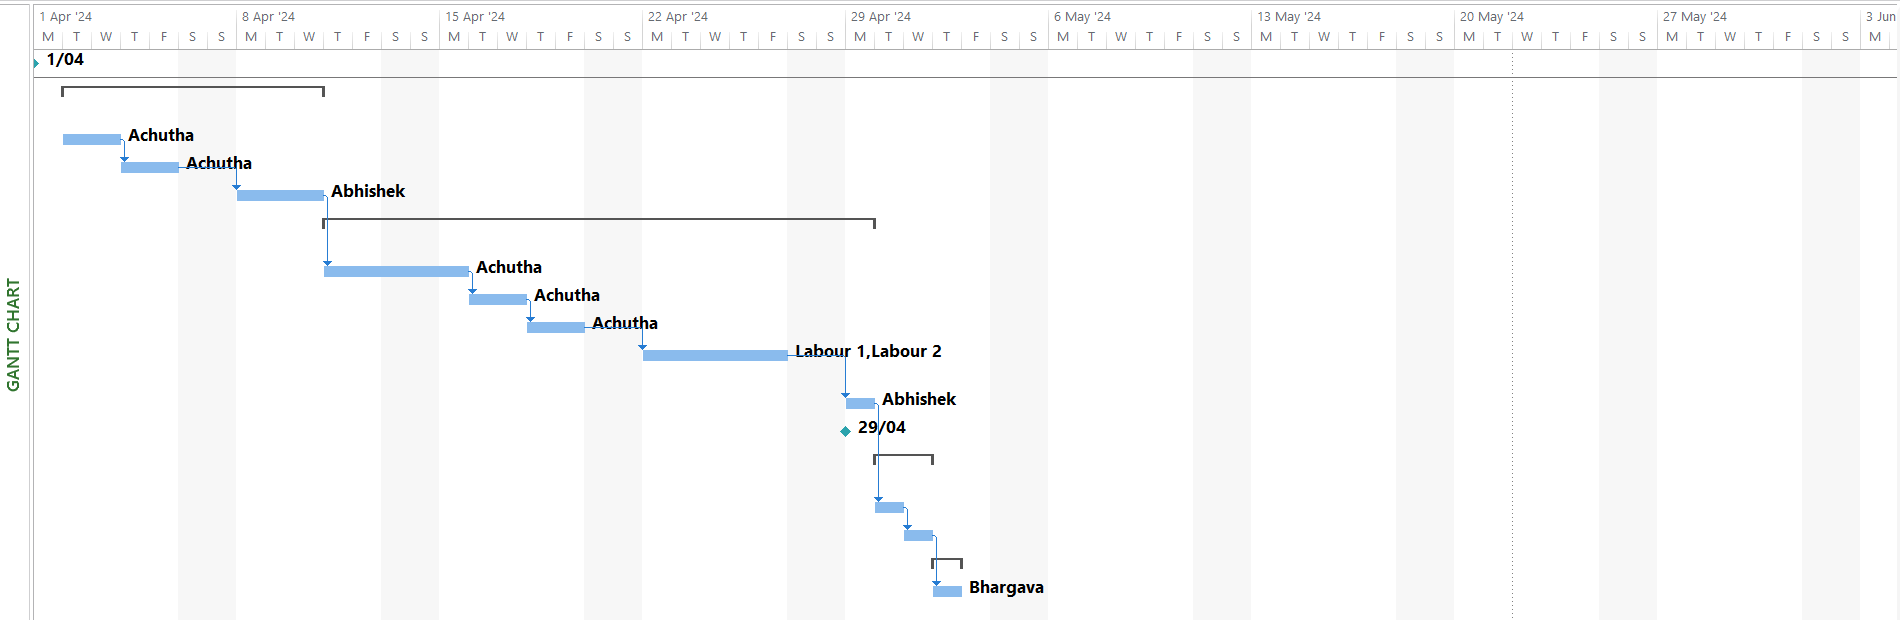 1 Apr '24 8 Apr '24 15 Apr '24 22 Apr '24 29 Apr '24 6 May '24 13 May '24 20 May '24 27 May '24 3 Jun
M T W T F S S M T W T F S S M T W T F S S M T W T F S S M T W T F S S M T W T F S S M T W T F S S M T W T F S S M T W T F S S M
1/04
Achutha
Achutha
Abhishek
Achutha
Achutha
Achutha
Labour 1,Labour 2
Abhishek
29/04
Bhargava
GANTT CHART